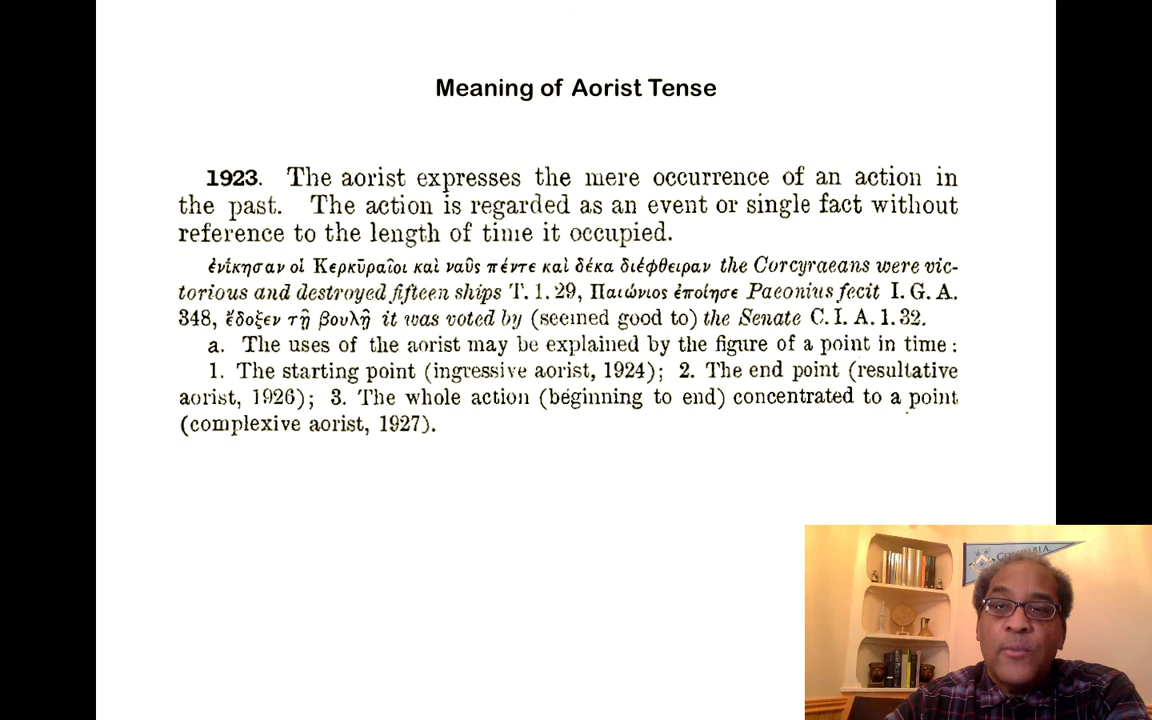 Meaning of Aorist Tense
1923. The aorist expresses the mere occurrence of an action in
the past. The action is regarded as an event or single fact without
reference to the length of time it occupied.
ἐνί̄κησαν οἱ Κερκῡραῖοι καὶ ναῦς πέντε καὶ δέκα διέφθειραν the Corcyraeans were vic-
torious and destroyed fifteen ships T. 1. 29, Παιώνιος ἐποίησε Paeonius fecit I. G. A.
348, ἔδοξεν τῇ βουλῇ it was voted by (seemed good to) the Senate C. I. A. 1. 32.
a. The uses of the aorist may be explained by the figure of a point in time:
1. The starting point (ingressive aorist, 1924); 2. The end point (resultative
aorist, 1926); 3. The whole action (beginning to end) concentrated to a point
(complexive aorist, 1927).
COLUMBIA